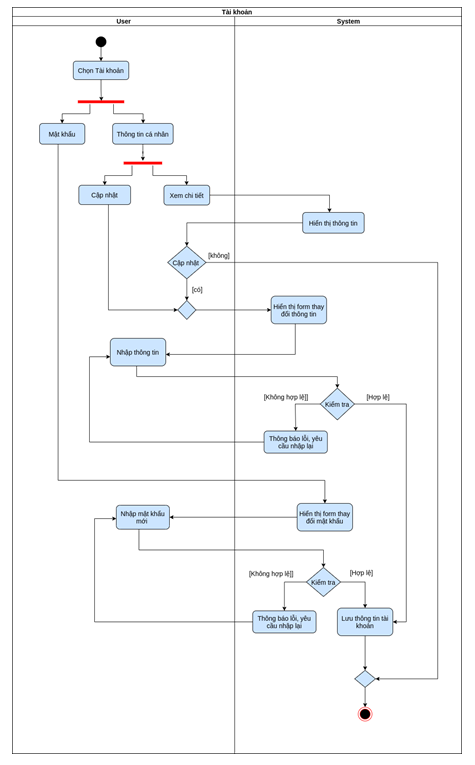 Tài khoản
User
System
Chọn Tài khoản
Mật khẩu
Thông tin cá nhân
Cập nhật
Xem chi tiết
Hiển thị thông tin
Cập nhật
[không]
[có]
Hiển thị form thay
đổi thông tin
Nhập thông tin
[Không hợp lệ]]
Kiểm tra
[Hợp lệ]
Thông báo lỗi, yêu
cầu nhập lại
Nhập mật khẩu
mới
Hiển thị form thay
đổi mật khẩu
[Không hợp lệ]]
Kiểm tra
[Hợp lệ]
Thông báo lỗi, yêu
cầu nhập lại
Lưu thông tin tài
khoản